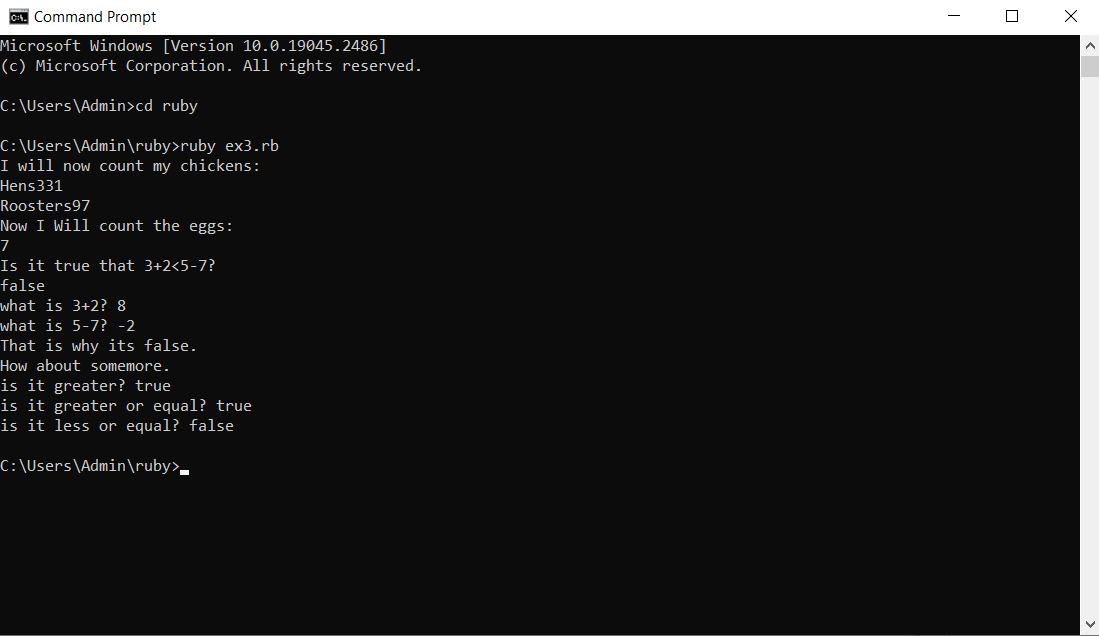 Command Prompt
Microsoft Windows [Version 10.0.19045.2486]
(c) Microsoft Corporation. All rights reserved.
C:\Users\Admin>cd ruby
C:\Users\Admin\ruby>ruby ex3.rb
I will now count my chickens:
Hens331
Roosters97
Now I Will count the eggs:
7
Is it true that 3+2<5-7?
false
what is 3+2? 8
what is 5-7? -2
That is why its false.
How about somemore.
is it greater? true
is it greater or equal? true
is it less or equal? false
C:\Users\Admin\ruby>